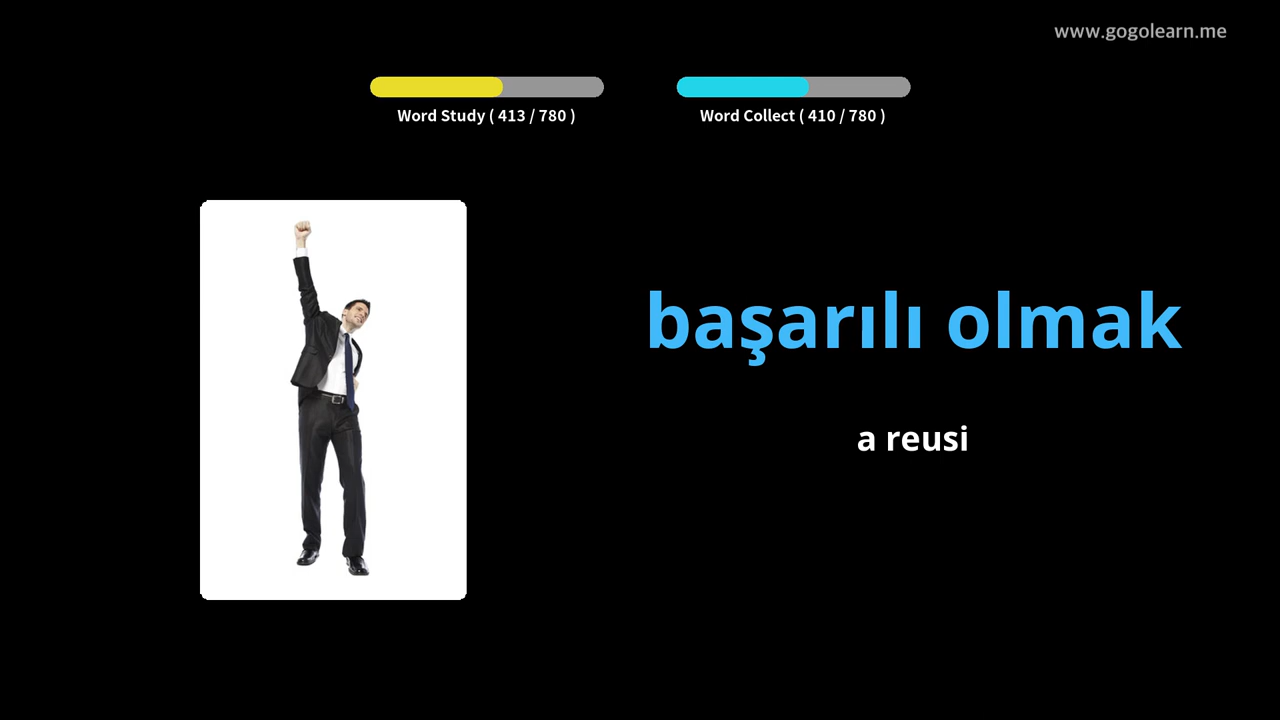 www.gogolearn.me
Word Study ( 413 / 780 )
Word Collect ( 410 / 780 )
başarılı olmak
a reusi